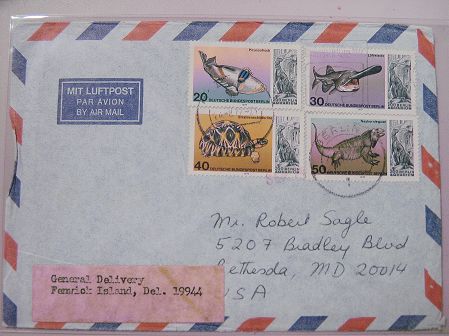 MIT LUFTPOST
PAR AVION
BY AIR MAIL
20 DEUTSCHE BUNDESPOST BERLIN
30 DEUTSCHE BUNDESPOST BERLIN
40 DEUTSCHE BUNDESPOST BERLIN
50 DEUTSCHE BUNDESPOST BERLIN
BERLIN
Mr. Robert Sagle
5207 Bradley Blvd
Bethesda, MD 20014
USA
General Delivery
Fenwick Island, Del. 19944